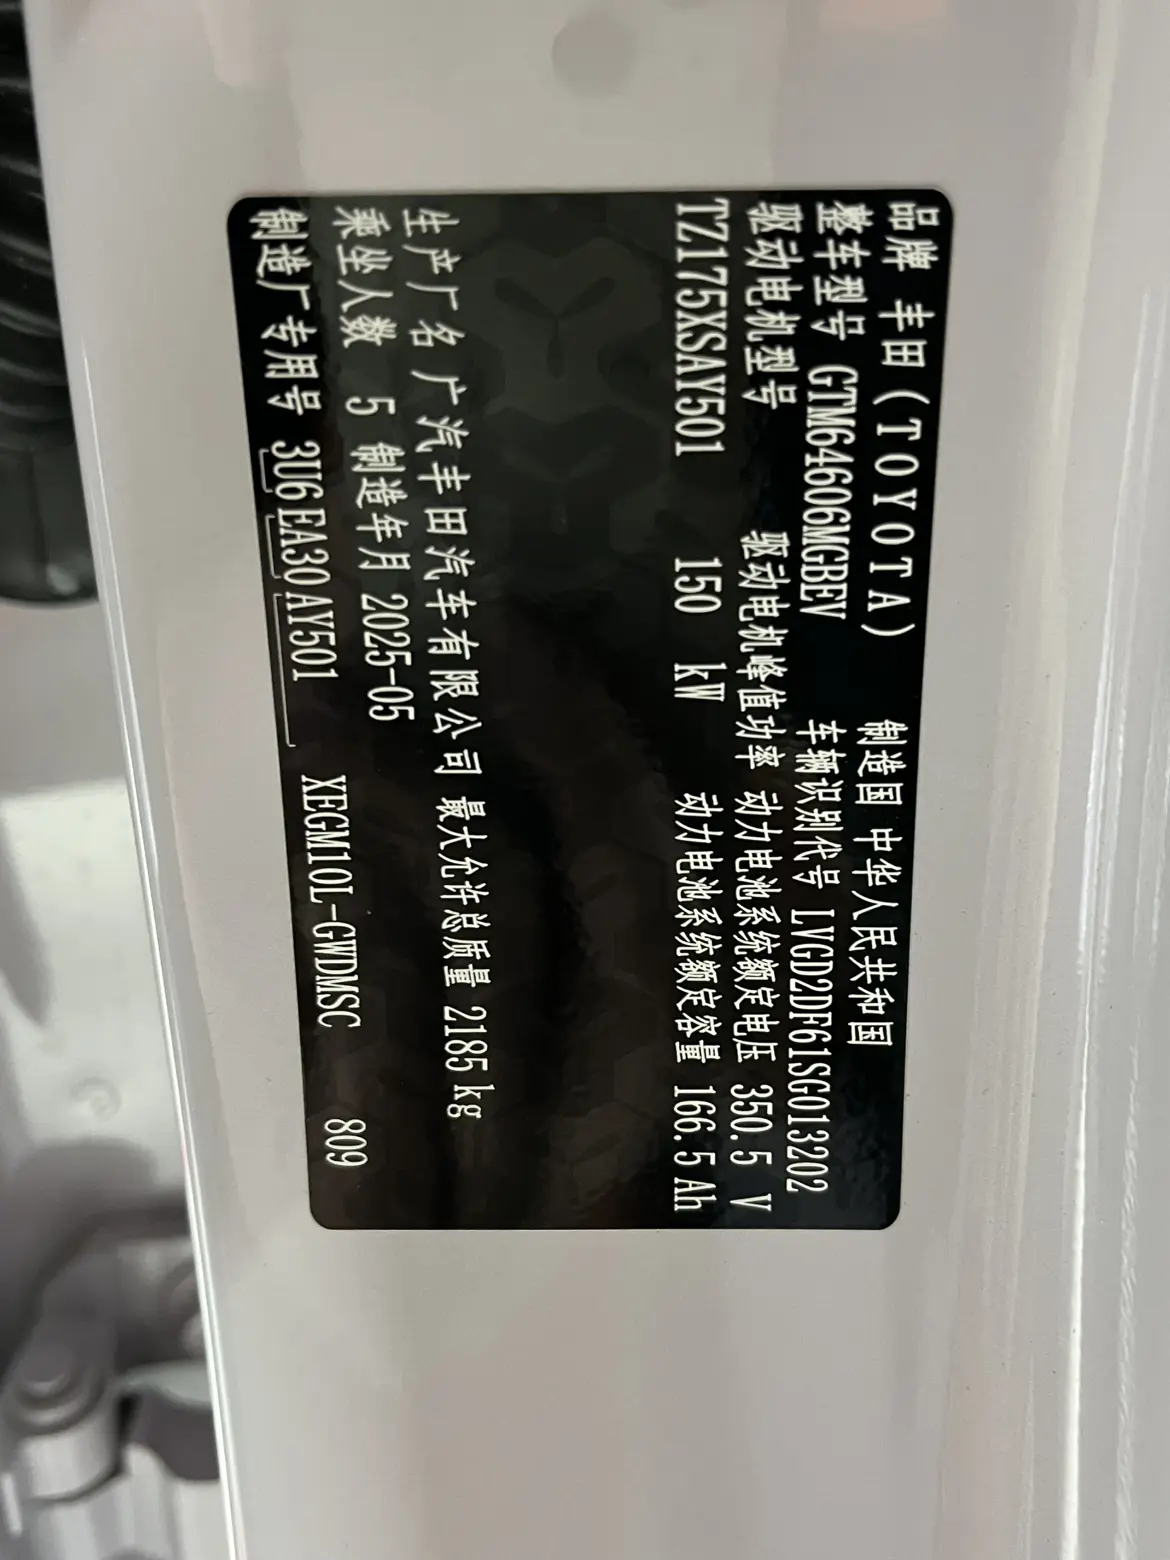 品牌 丰田(TOYOTA) 制造国 中华人民共和国
整车型号 GTM64606MGBEV 车辆识别代号 LVGD2DF61SG013202
驱动电机型号 驱动电机峰值功率 动力电池系统额定电压 350.5 V
TZ175XSAY501 150 kW 动力电池系统额定容量 166.5 Ah
生产厂名 广汽丰田汽车有限公司 最大允许总质量 2185 kg
乘坐人数 5 制造年月 2025-05
制造厂专用号 3U6 EA30 AY501 XEGM10L-GWDMSC 809